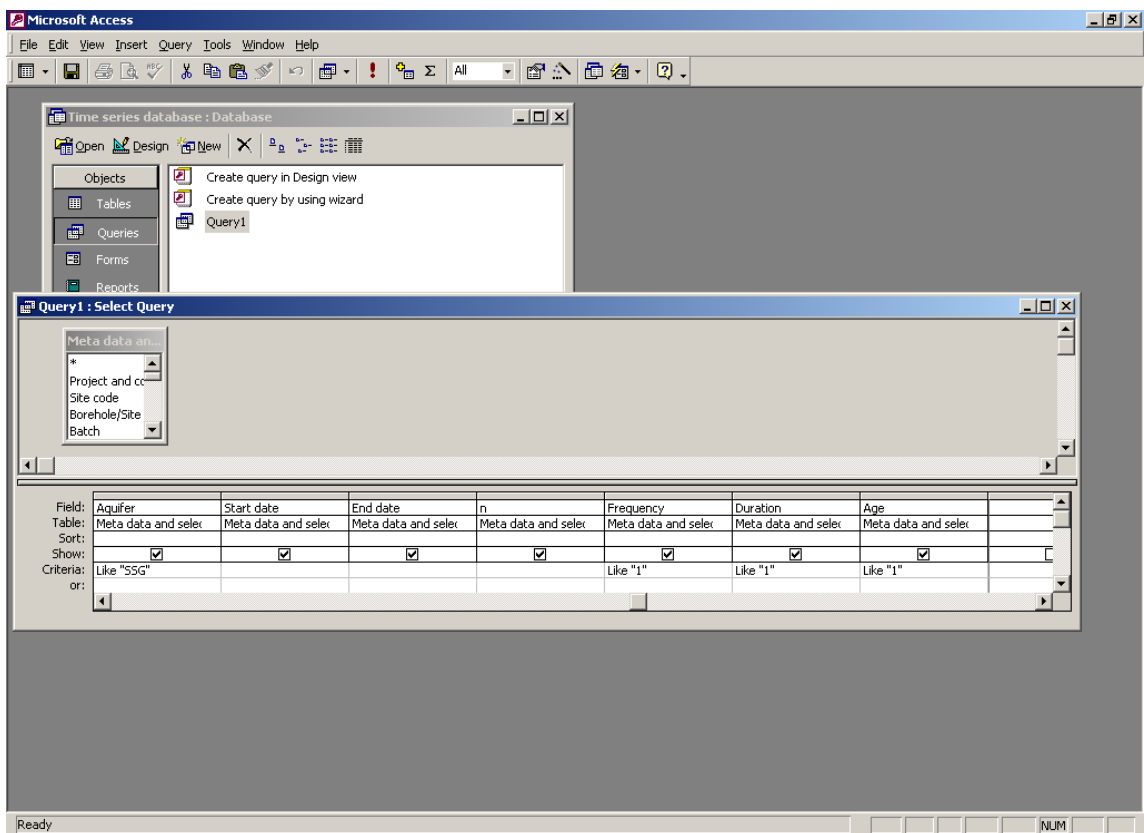 Microsoft Access
File Edit View Insert Query Tools Window Help
All
Time series database : Database
Open Design New
Objects
Create query in Design view
Tables
Create query by using wizard
Queries
Query1
Forms
Reports
Query1 : Select Query
Meta data an...
*
Project and co
Site code
Borehole/Site
Batch
Field: Aquifer Start date End date n Frequency Duration Age
Table: Meta data and selec Meta data and selec Meta data and selec Meta data and selec Meta data and selec Meta data and selec Meta data and selec
Sort:
Show:
Criteria: Like "SSG" Like "1" Like "1" Like "1"
or:
Ready NUM